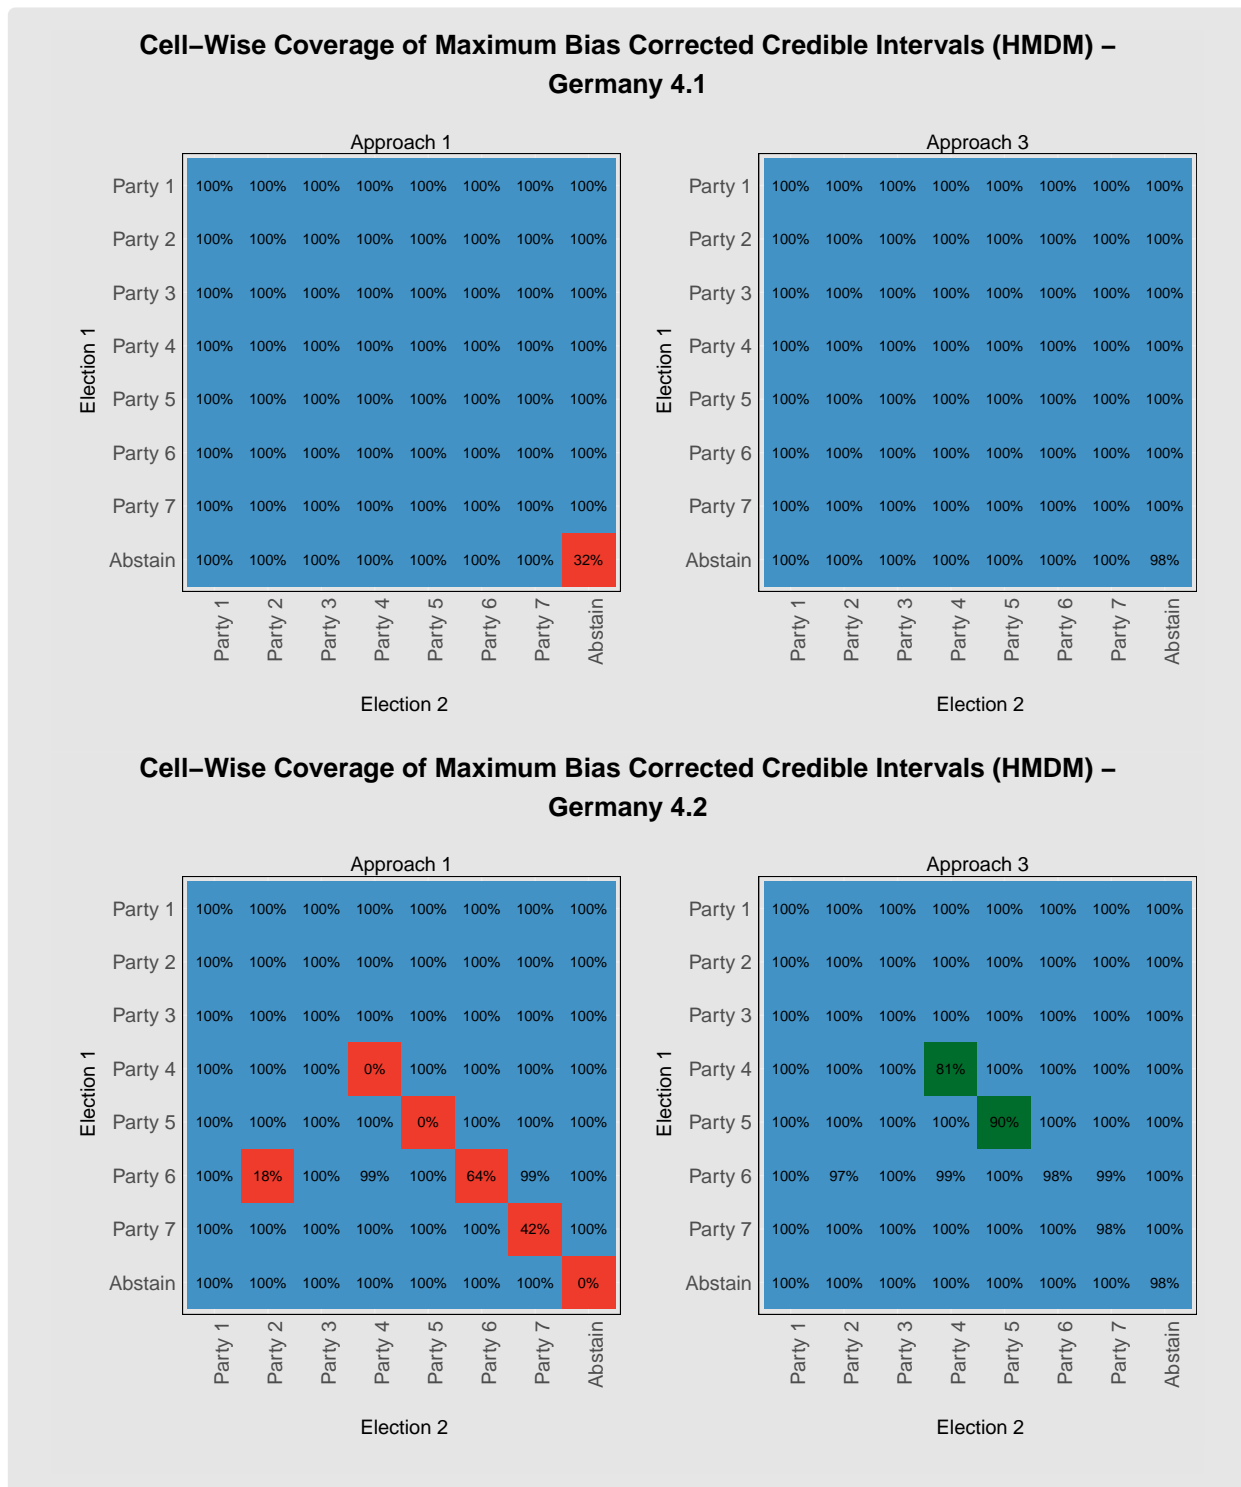 Cell−Wise Coverage of Maximum Bias Corrected Credible Intervals (HMDM) −
Germany 4.1
Approach 1
Election 1
Party 1 100% 100% 100% 100% 100% 100% 100% 100%
Party 2 100% 100% 100% 100% 100% 100% 100% 100%
Party 3 100% 100% 100% 100% 100% 100% 100% 100%
Party 4 100% 100% 100% 100% 100% 100% 100% 100%
Party 5 100% 100% 100% 100% 100% 100% 100% 100%
Party 6 100% 100% 100% 100% 100% 100% 100% 100%
Party 7 100% 100% 100% 100% 100% 100% 100% 100%
Abstain 100% 100% 100% 100% 100% 100% 100% 32%
Party 1 Party 2 Party 3 Party 4 Party 5 Party 6 Party 7 Abstain
Election 2
Approach 3
Election 1
Party 1 100% 100% 100% 100% 100% 100% 100% 100%
Party 2 100% 100% 100% 100% 100% 100% 100% 100%
Party 3 100% 100% 100% 100% 100% 100% 100% 100%
Party 4 100% 100% 100% 100% 100% 100% 100% 100%
Party 5 100% 100% 100% 100% 100% 100% 100% 100%
Party 6 100% 100% 100% 100% 100% 100% 100% 100%
Party 7 100% 100% 100% 100% 100% 100% 100% 100%
Abstain 100% 100% 100% 100% 100% 100% 100% 98%
Party 1 Party 2 Party 3 Party 4 Party 5 Party 6 Party 7 Abstain
Election 2
Cell−Wise Coverage of Maximum Bias Corrected Credible Intervals (HMDM) −
Germany 4.2
Approach 1
Election 1
Party 1 100% 100% 100% 100% 100% 100% 100% 100%
Party 2 100% 100% 100% 100% 100% 100% 100% 100%
Party 3 100% 100% 100% 100% 100% 100% 100% 100%
Party 4 100% 100% 100% 0% 100% 100% 100% 100%
Party 5 100% 100% 100% 100% 0% 100% 100% 100%
Party 6 100% 18% 100% 99% 100% 64% 99% 100%
Party 7 100% 100% 100% 100% 100% 100% 42% 100%
Abstain 100% 100% 100% 100% 100% 100% 100% 0%
Party 1 Party 2 Party 3 Party 4 Party 5 Party 6 Party 7 Abstain
Election 2
Approach 3
Election 1
Party 1 100% 100% 100% 100% 100% 100% 100% 100%
Party 2 100% 100% 100% 100% 100% 100% 100% 100%
Party 3 100% 100% 100% 100% 100% 100% 100% 100%
Party 4 100% 100% 100% 81% 100% 100% 100% 100%
Party 5 100% 100% 100% 100% 90% 100% 100% 100%
Party 6 100% 97% 100% 99% 100% 98% 99% 100%
Party 7 100% 100% 100% 100% 100% 100% 98% 100%
Abstain 100% 100% 100% 100% 100% 100% 100% 98%
Party 1 Party 2 Party 3 Party 4 Party 5 Party 6 Party 7 Abstain
Election 2